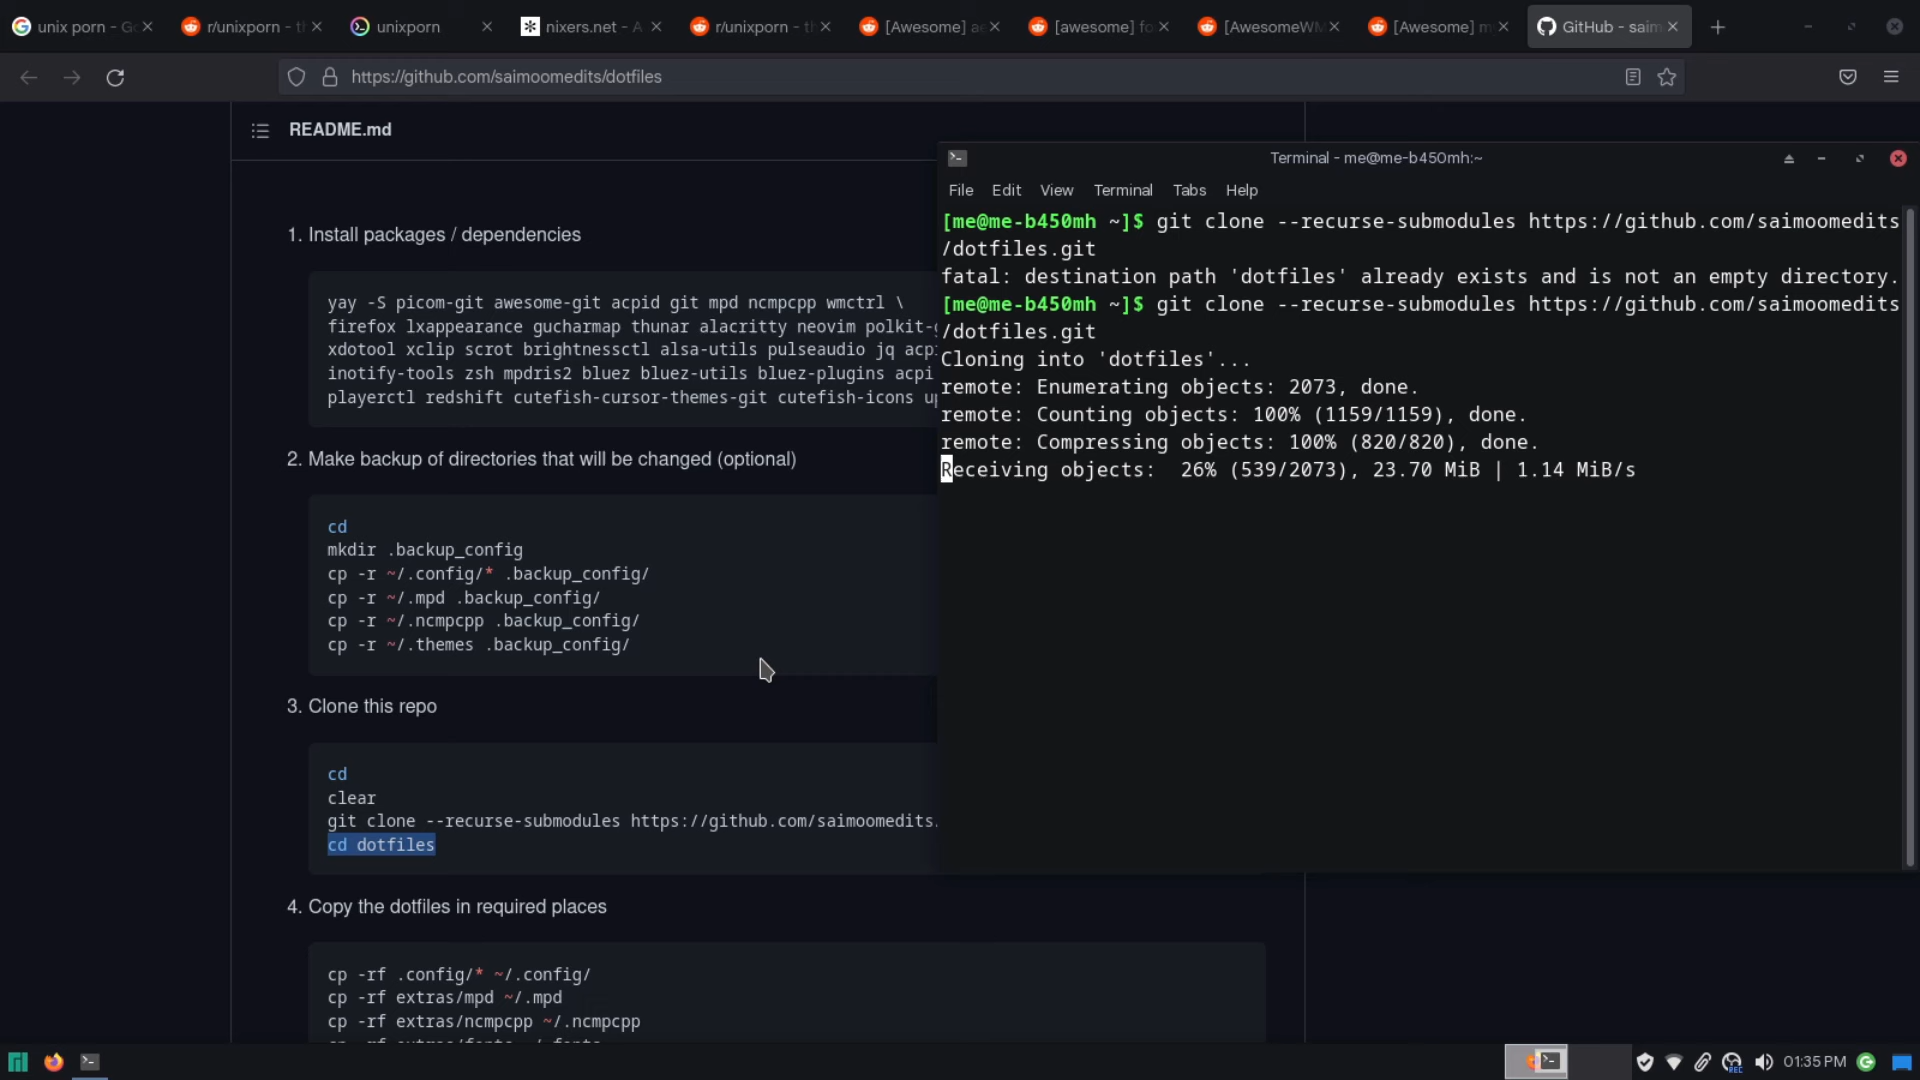 unix porn - Go
r/unixporn - th
unixporn
nixers.net - A
r/unixporn - th
[Awesome] ae
[awesome] fo
[AwesomeWM
[Awesome] m
GitHub - saim
https://github.com/saimoomedits/dotfiles
README.md
1. Install packages / dependencies
yay -S picom-git awesome-git acpid git mpd ncmpcpp wmctrl \
firefox lxappearance gucharmap thunar alacritty neovim polkit-g
xdotool xclip scrot brightnessctl alsa-utils pulseaudio jq acp
inotify-tools zsh mpdris2 bluez bluez-utils bluez-plugins acpi
playerctl redshift cutefish-cursor-themes-git cutefish-icons up
2. Make backup of directories that will be changed (optional)
cd
mkdir .backup_config
cp -r ~/.config/* .backup_config/
cp -r ~/.mpd .backup_config/
cp -r ~/.ncmpcpp .backup_config/
cp -r ~/.themes .backup_config/
3. Clone this repo
cd
clear
git clone --recurse-submodules https://github.com/saimoomedits
cd dotfiles
4. Copy the dotfiles in required places
cp -rf .config/* ~/.config/
cp -rf extras/mpd ~/.mpd
cp -rf extras/ncmpcpp ~/.ncmpcpp
Terminal - me@me-b450mh:~
File Edit View Terminal Tabs Help
[me@me-b450mh ~]$ git clone --recurse-submodules https://github.com/saimoomedits
/dotfiles.git
fatal: destination path 'dotfiles' already exists and is not an empty directory.
[me@me-b450mh ~]$ git clone --recurse-submodules https://github.com/saimoomedits
/dotfiles.git
Cloning into 'dotfiles'...
remote: Enumerating objects: 2073, done.
remote: Counting objects: 100% (1159/1159), done.
remote: Compressing objects: 100% (820/820), done.
Receiving objects:  26% (539/2073), 23.70 MiB | 1.14 MiB/s
REC
01:35 PM